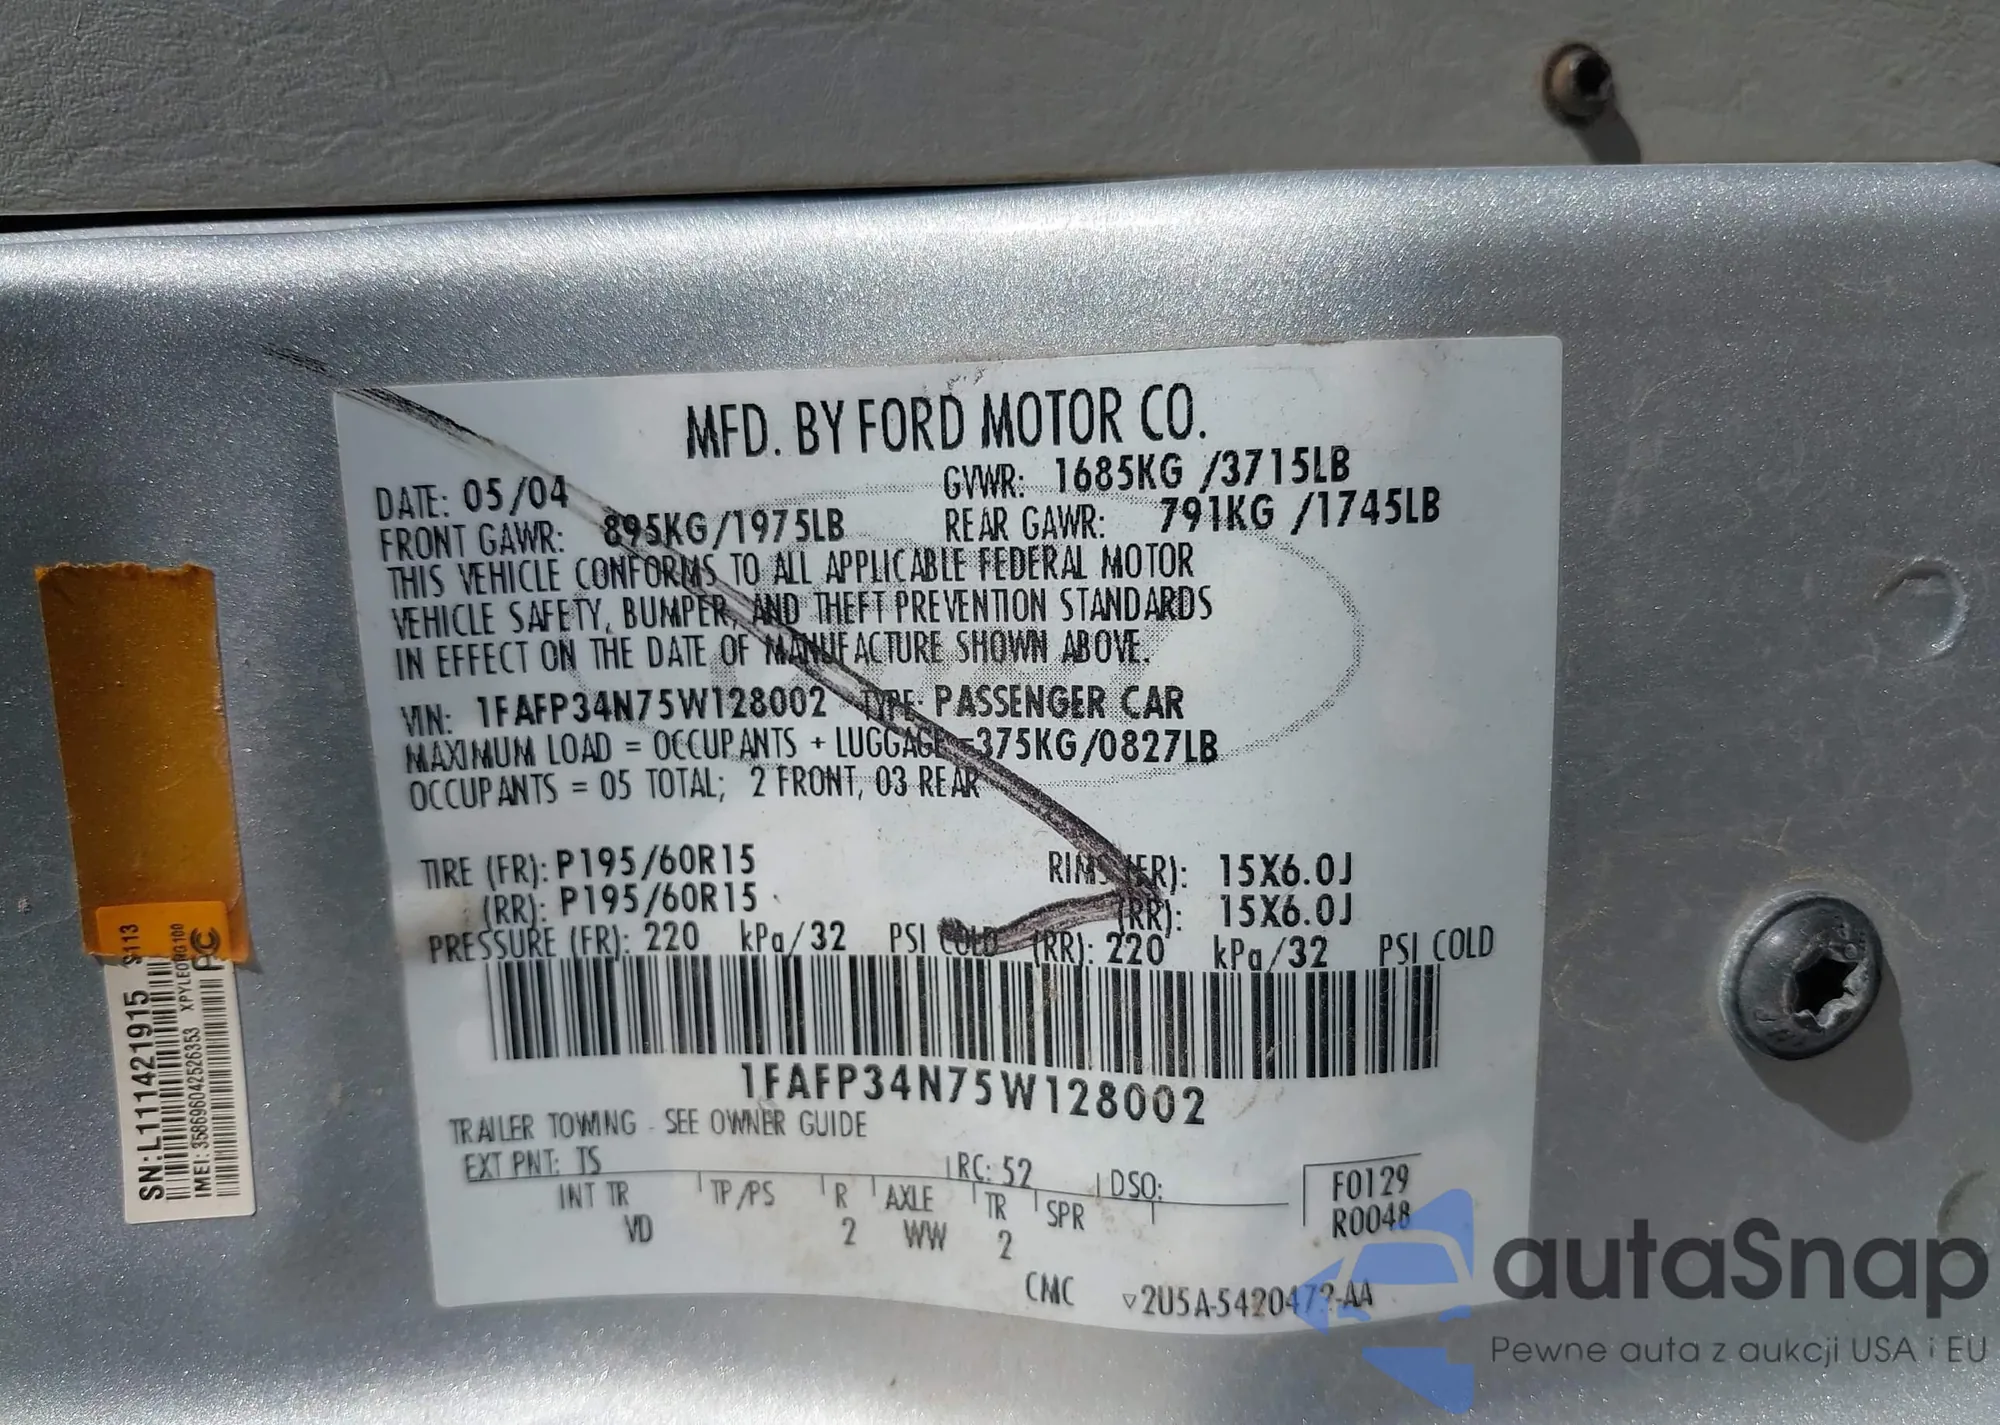 MFD. BY FORD MOTOR CO.
DATE: 05/04 GVWR: 1685KG /3715LB
FRONT GAWR: 895KG/1975LB REAR GAWR: 791KG /1745LB
THIS VEHICLE CONFORMS TO ALL APPLICABLE FEDERAL MOTOR
VEHICLE SAFETY, BUMPER, AND THEFT PREVENTION STANDARDS
IN EFFECT ON THE DATE OF MANUFACTURE SHOWN ABOVE.
VIN: 1FAFP34N75W128002 TYPE: PASSENGER CAR
MAXIMUM LOAD = OCCUPANTS + LUGGAGE =375KG/0827LB
OCCUPANTS = 05 TOTAL; 2 FRONT, 03 REAR
TIRE (FR): P195/60R15 RIMS (FR): 15X6.0J
(RR): P195/60R15 (RR): 15X6.0J
PRESSURE (FR): 220 kPa/32 PSI COLD (RR): 220 kPa/32 PSI COLD
1FAFP34N75W128002
TRAILER TOWING - SEE OWNER GUIDE
EXT PNT: TS RC: 52 DSO:
INT TR TP/PS R AXLE TR SPR
VD 2 WW 2
F0129
R0048
CMC
SN:L111421915 S113
XPYLEORG100
IMEI: 358696042526353 FC
autaSnap
Pewne auta z aukcji USA i EU